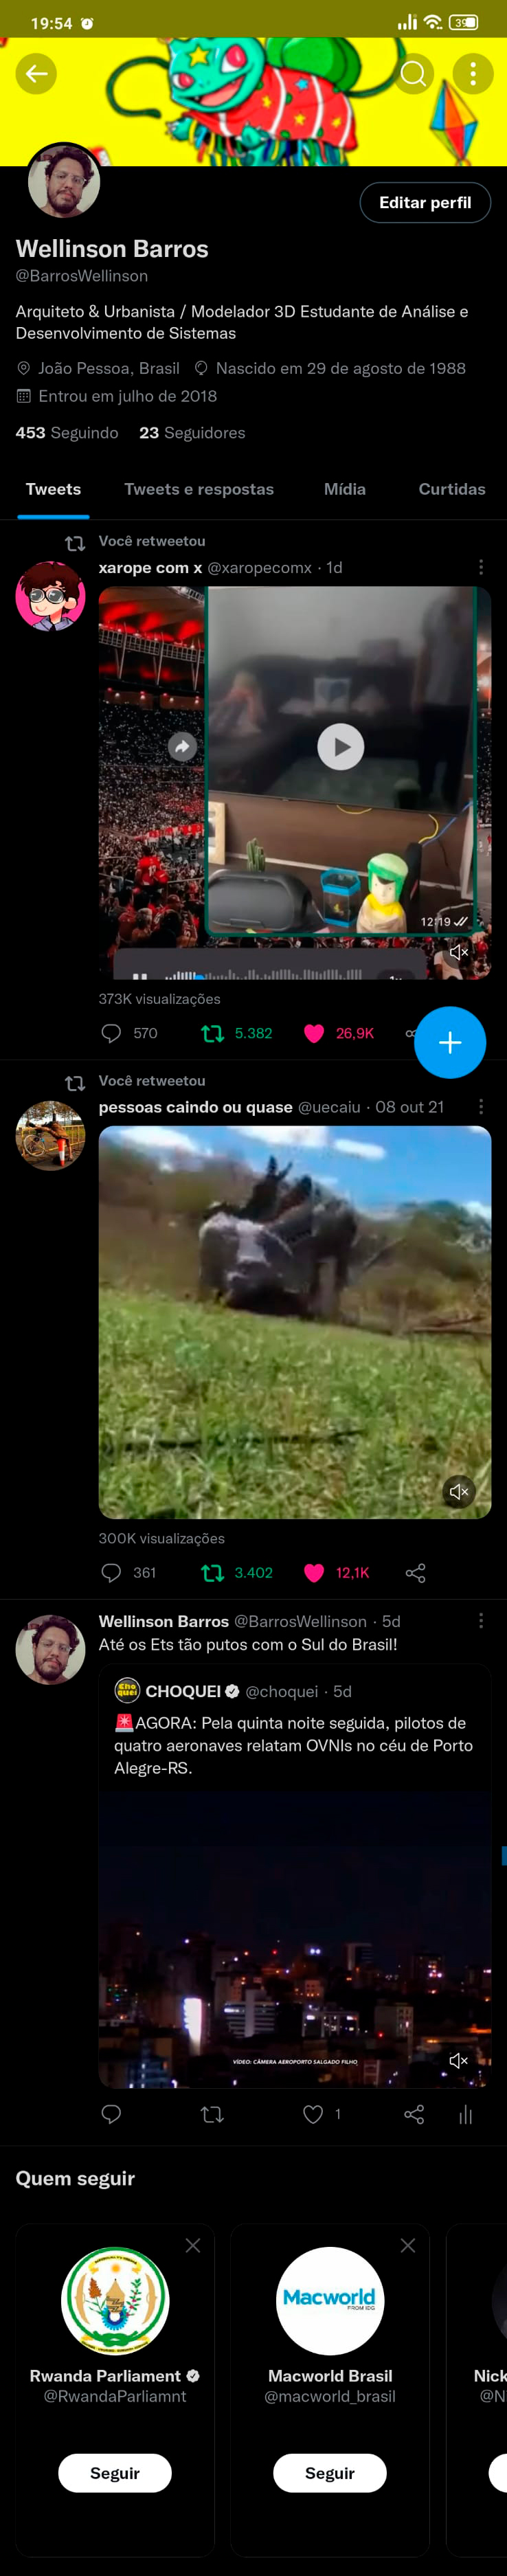 19:54
39
Editar perfil
Wellinson Barros
@BarrosWellinson
Arquiteto & Urbanista / Modelador 3D Estudante de Análise e
Desenvolvimento de Sistemas
João Pessoa, Brasil Nascido em 29 de agosto de 1988
Entrou em julho de 2018
453 Seguindo 23 Seguidores
Tweets Tweets e respostas Mídia Curtidas
Você retweetou
xarope com x @xaropecomx · 1d
12:19
373K visualizações
570 5.382 26,9K
Você retweetou
pessoas caindo ou quase @uecaiu · 08 out 21
300K visualizações
361 3.402 12,1K
Wellinson Barros @BarrosWellinson · 5d
Até os Ets tão putos com o Sul do Brasil!
Cho
quei
CHOQUEI @choquei · 5d
🚨AGORA: Pela quinta noite seguida, pilotos de
quatro aeronaves relatam OVNIs no céu de Porto
Alegre-RS.
VÍDEO: CÂMERA AEROPORTO SALGADO FILHO
1
Quem seguir
Macworld
FROM IDG
Rwanda Parliament Macworld Brasil Nick
@RwandaParliamnt @macworld_brasil @N
Seguir Seguir